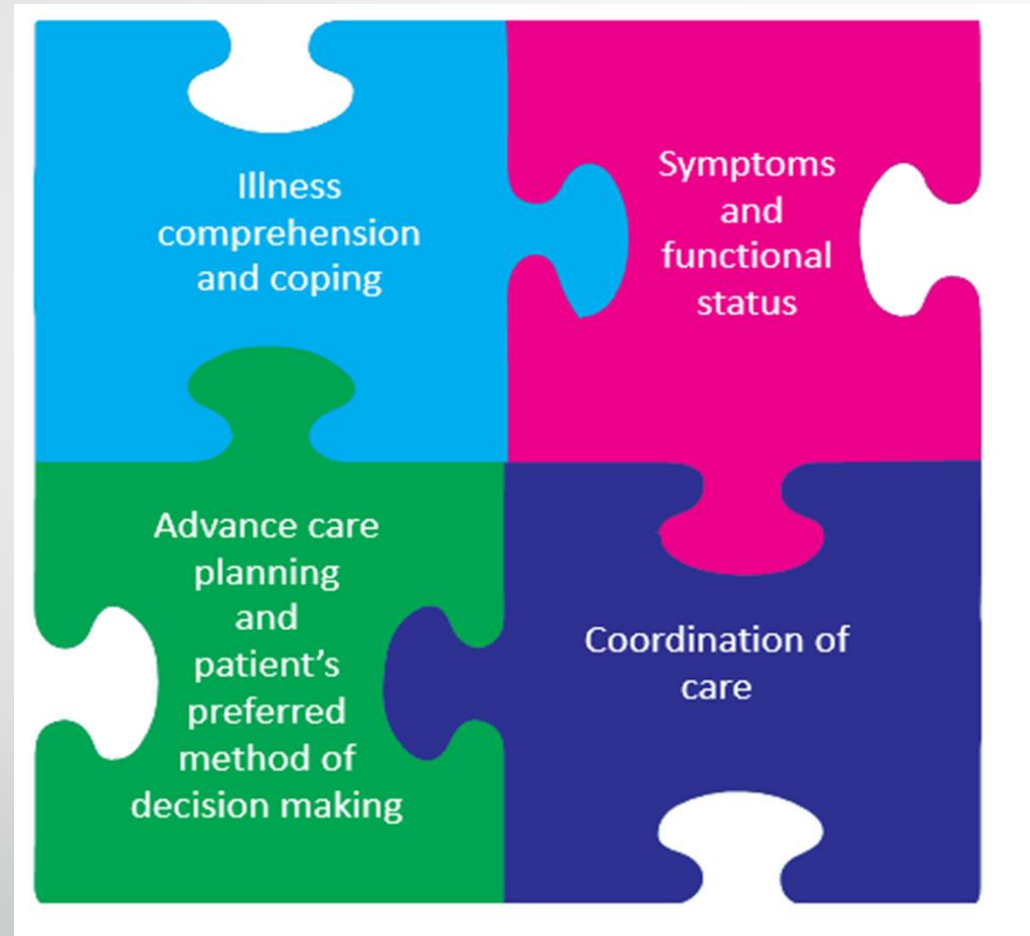 Illness
comprehension
and coping
Symptoms
and
functional
status
Advance care
planning
and
patient’s
preferred
method of
decision making
Coordination of
care